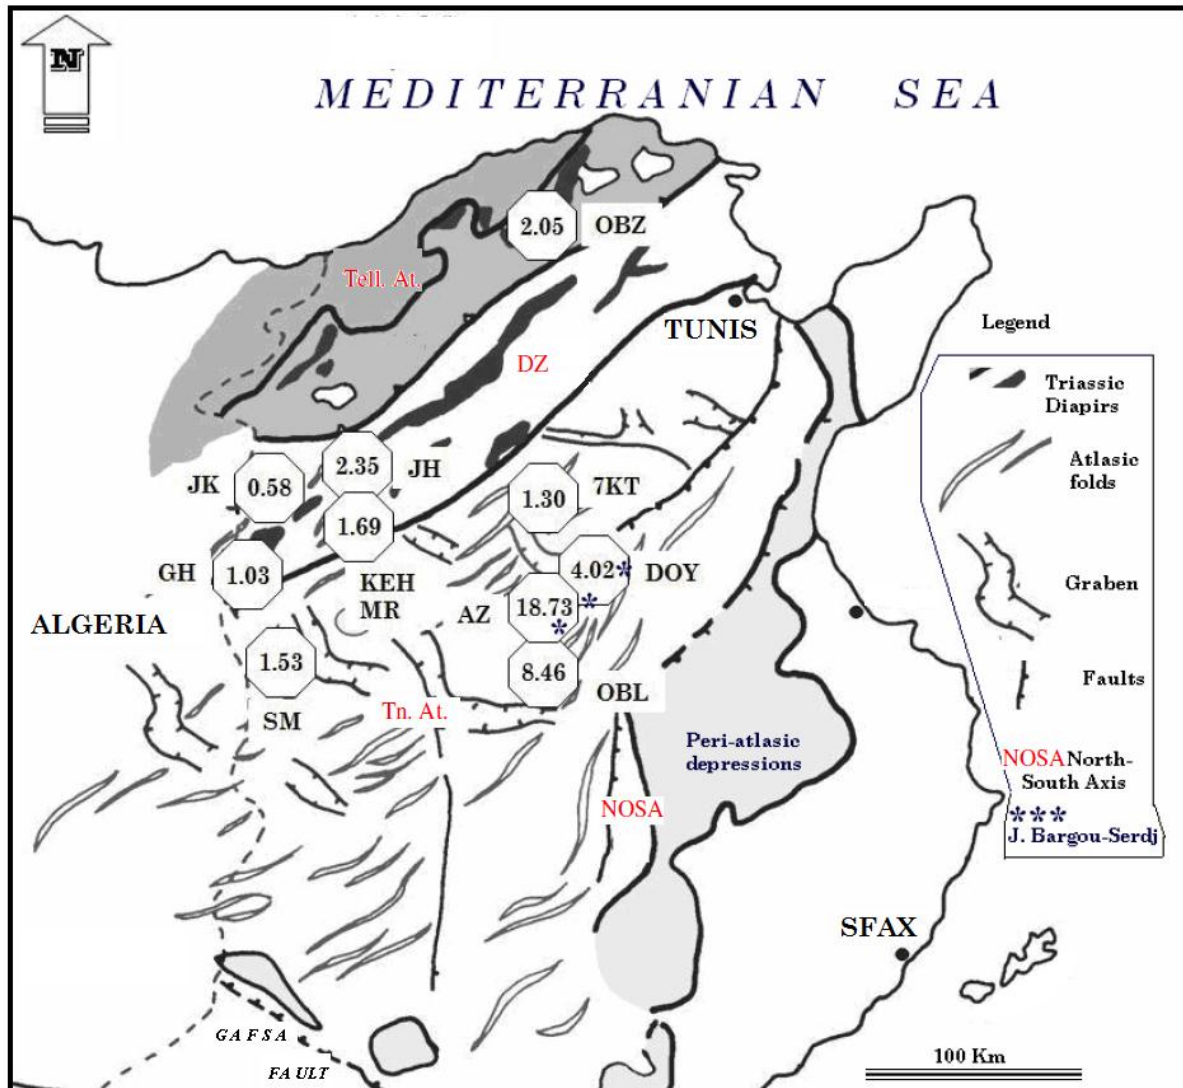 N
MEDITERRANIAN SEA
2.05 OBZ
Tell. At.
TUNIS
DZ
Legend
Triassic
Diapirs
Atlasic
folds
Graben
Faults
NOSA North-
South Axis
***
J. Bargou-Serdj
JK 0.58
2.35 JH
1.69
KEH
MR
1.30 7KT
GH 1.03
4.02* DOY
AZ 18.73 *
*
ALGERIA
1.53
SM
8.46
OBL
Tn. At.
Peri-atlasic
depressions
NOSA
SFAX
GAFSA
FAULT
100 Km